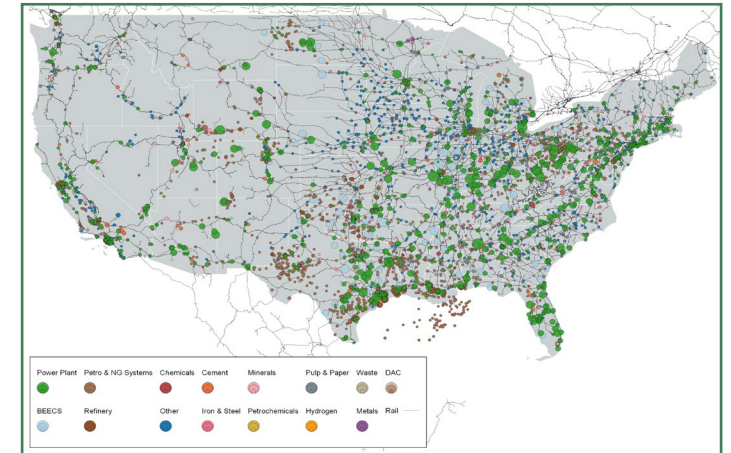 Power Plant Petro & NG Systems Chemicals Cement Minerals Pulp & Paper Waste DAC
BEECS Refinery Other Iron & Steel Petrochemicals Hydrogen Metals Rail